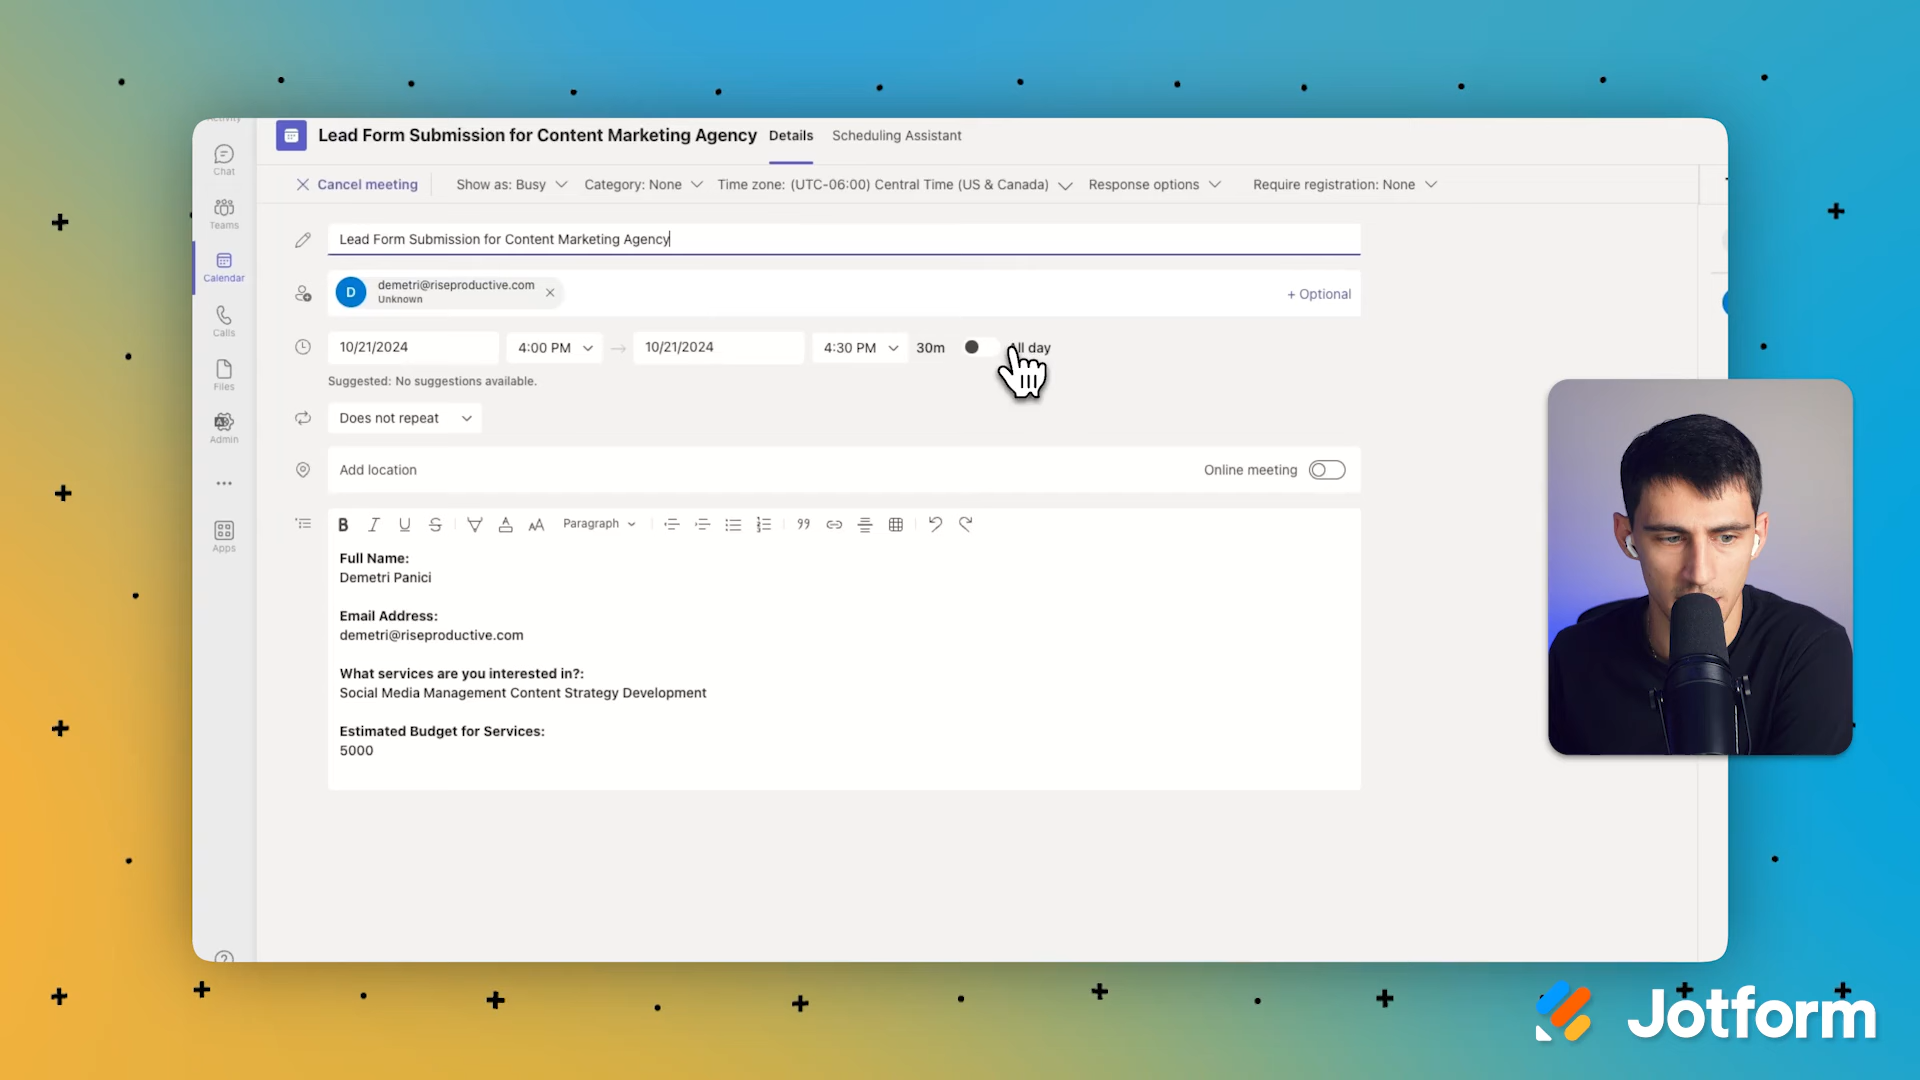 Activity
Chat
Teams
Calendar
Calls
Files
Admin
Apps
Lead Form Submission for Content Marketing Agency Details Scheduling Assistant
Cancel meeting Show as: Busy Category: None Time zone: (UTC-06:00) Central Time (US & Canada) Response options Require registration: None
Lead Form Submission for Content Marketing Agency
D demetri@riseproductive.com + Optional
Unknown
10/21/2024 4:00 PM → 10/21/2024 4:30 PM 30m All day
Suggested: No suggestions available.
Does not repeat
Add location Online meeting
B I U S Paragraph
Full Name:
Demetri Panici
Email Address:
demetri@riseproductive.com
What services are you interested in?:
Social Media Management Content Strategy Development
Estimated Budget for Services:
5000
Jotform